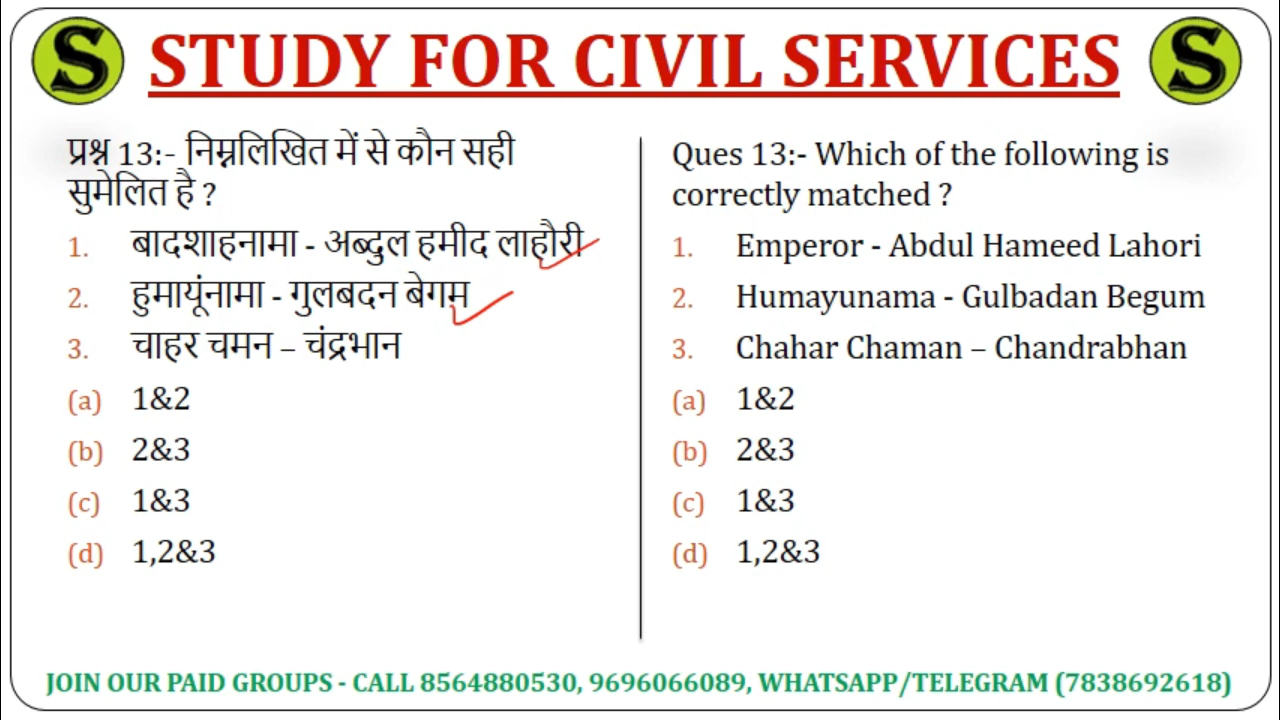 S STUDY FOR CIVIL SERVICES S
प्रश्न 13:- निम्नलिखित में से कौन सही
सुमेलित है ?
1. बादशाहनामा - अब्दुल हमीद लाहौरी
2. हुमायूंनामा - गुलबदन बेगम
3. चाहर चमन – चंद्रभान
(a) 1&2
(b) 2&3
(c) 1&3
(d) 1,2&3
Ques 13:- Which of the following is
correctly matched ?
1. Emperor - Abdul Hameed Lahori
2. Humayunama - Gulbadan Begum
3. Chahar Chaman – Chandrabhan
(a) 1&2
(b) 2&3
(c) 1&3
(d) 1,2&3
JOIN OUR PAID GROUPS - CALL 8564880530, 9696066089, WHATSAPP/TELEGRAM (7838692618)